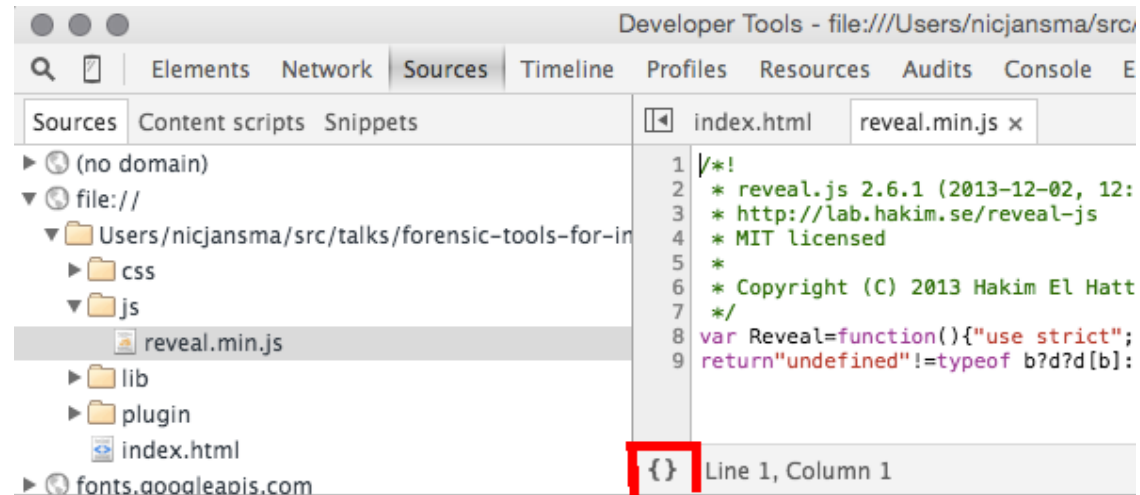 Developer Tools - file:///Users/nicjansma/src/
Elements Network Sources Timeline Profiles Resources Audits Console E
Sources Content scripts Snippets
index.html reveal.min.js ×
(no domain)
file://
Users/nicjansma/src/talks/forensic-tools-for-in
css
js
reveal.min.js
lib
plugin
index.html
fonts.googleapis.com
1 /*!
2 * reveal.js 2.6.1 (2013-12-02, 12:
3 * http://lab.hakim.se/reveal-js
4 * MIT licensed
5 *
6 * Copyright (C) 2013 Hakim El Hatt
7 */
8 var Reveal=function(){"use strict";
9 return"undefined"!=typeof b?d?d[b]:
{} Line 1, Column 1